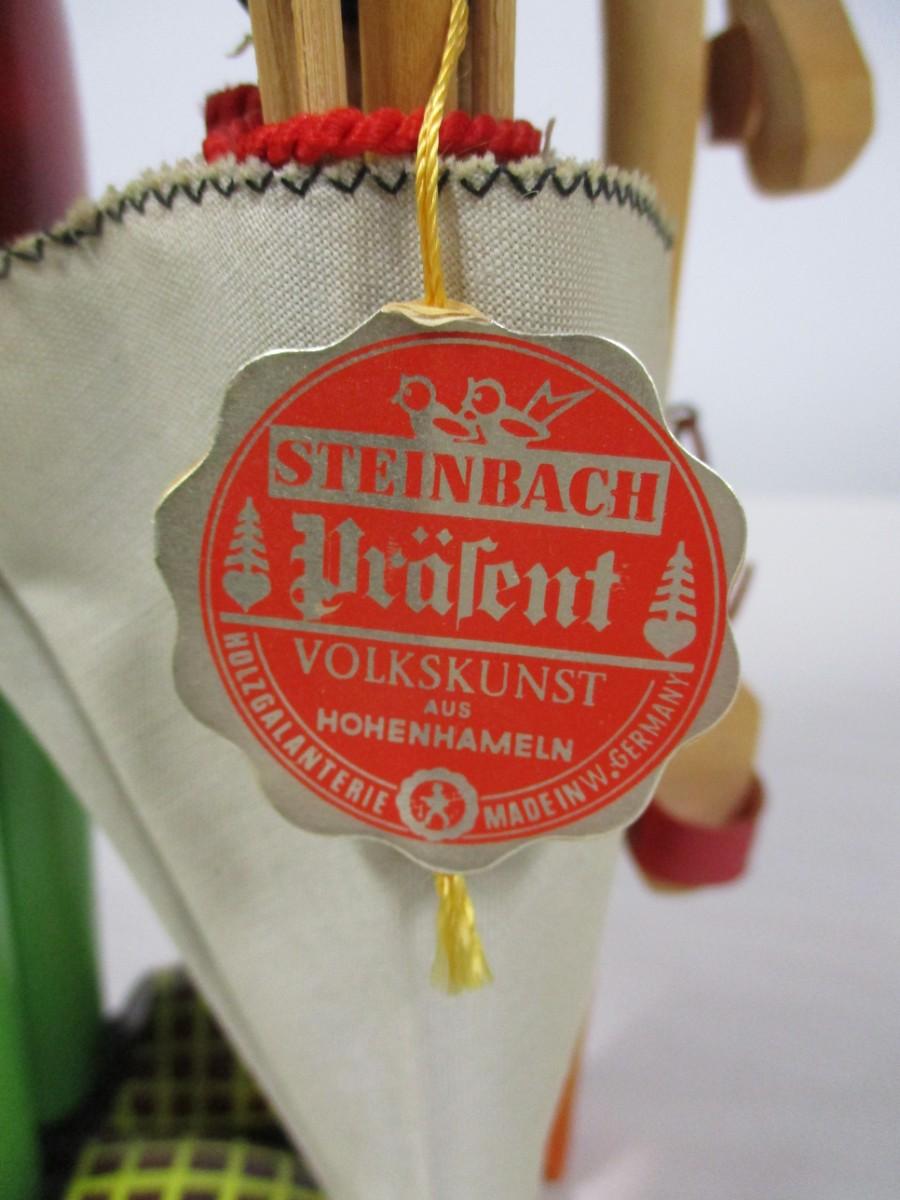 STEINBACH
Präſent
VOLKSKUNST
AUS
HOHENHAMELN
HOLZGALANTERIE
MADE IN W. GERMANY